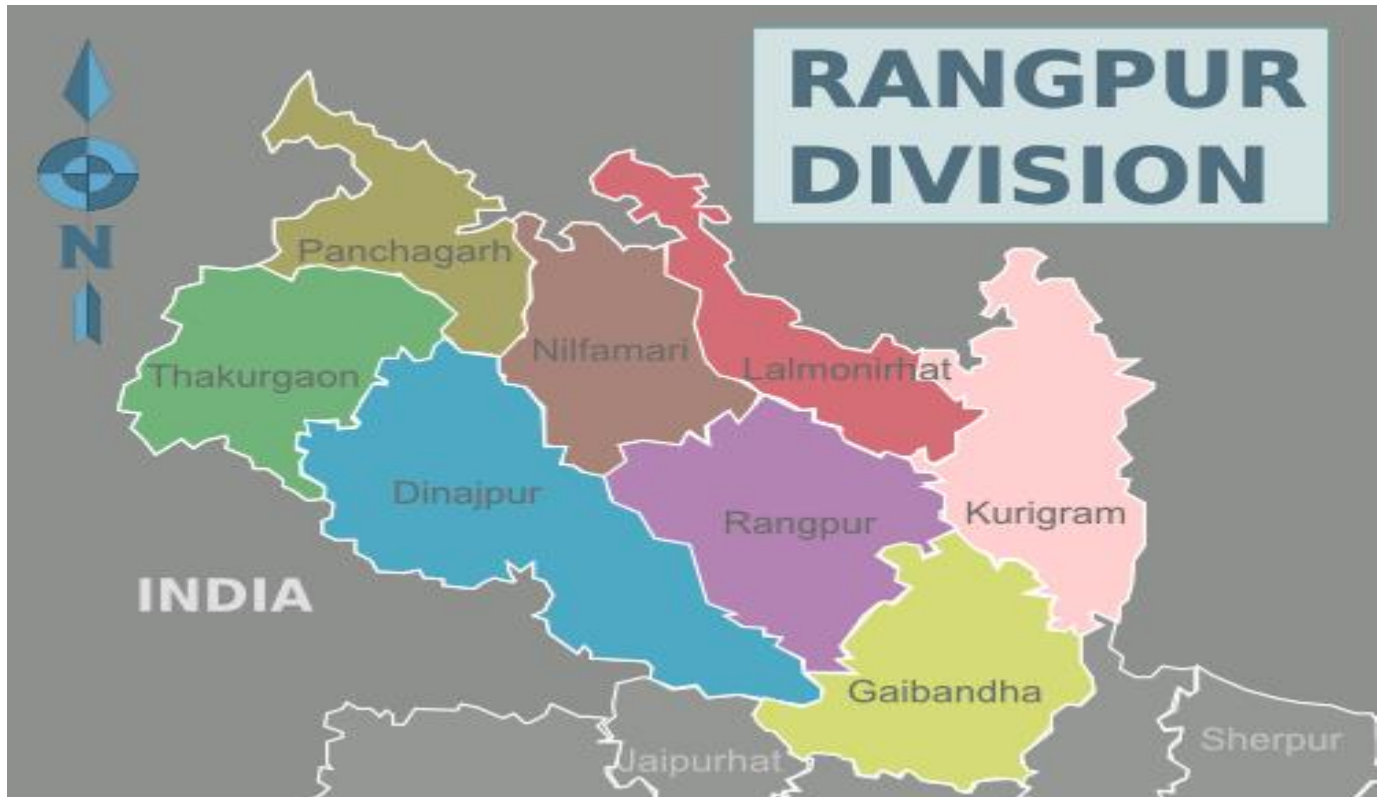 RANGPUR
DIVISION
N
Panchagarh
Nilfamari
Thakurgaon
Lalmonirhat
Dinajpur
Rangpur
Kurigram
INDIA
Gaibandha
Jaipurhat
Sherpur